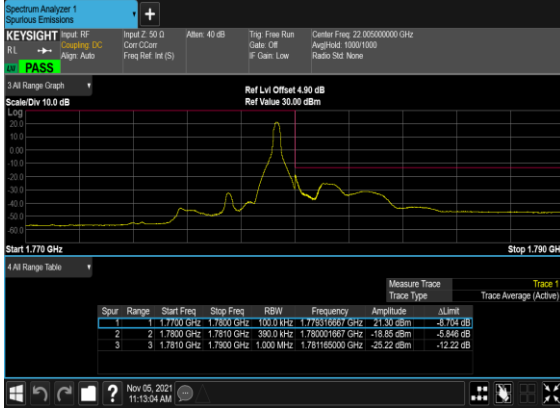 Spectrum Analyzer 1
Spurious Emissions
+
KEYSIGHT Input: RF Input Z: 50 Ω Atten: 40 dB Trig: Free Run Center Freq: 22.005000000 GHz
RL Coupling: DC Corr CCorr Gate: Off Avg|Hold: 1000/1000
Align: Auto Freq Ref: Int (S) IF Gain: Low Radio Std: None
PASS
3 All Range Graph
Ref Lvl Offset 4.90 dB
Scale/Div 10.0 dB Ref Value 30.00 dBm
Log
20.0
10.0
0.00
-10.0
-20.0
-30.0
-40.0
-50.0
-60.0
Start 1.770 GHz Stop 1.790 GHz
4 All Range Table
Measure Trace Trace 1
Trace Type Trace Average (Active)
Spur Range Start Freq Stop Freq RBW Frequency Amplitude ΔLimit
1 1 1.7700 GHz 1.7800 GHz 100.0 kHz 1.779316667 GHz 21.30 dBm -8.704 dB
2 2 1.7800 GHz 1.7810 GHz 390.0 kHz 1.780001667 GHz -18.85 dBm -5.846 dB
3 3 1.7810 GHz 1.7900 GHz 1.000 MHz 1.781165000 GHz -25.22 dBm -12.22 dB
?
Nov 05, 2021
11:13:04 AM